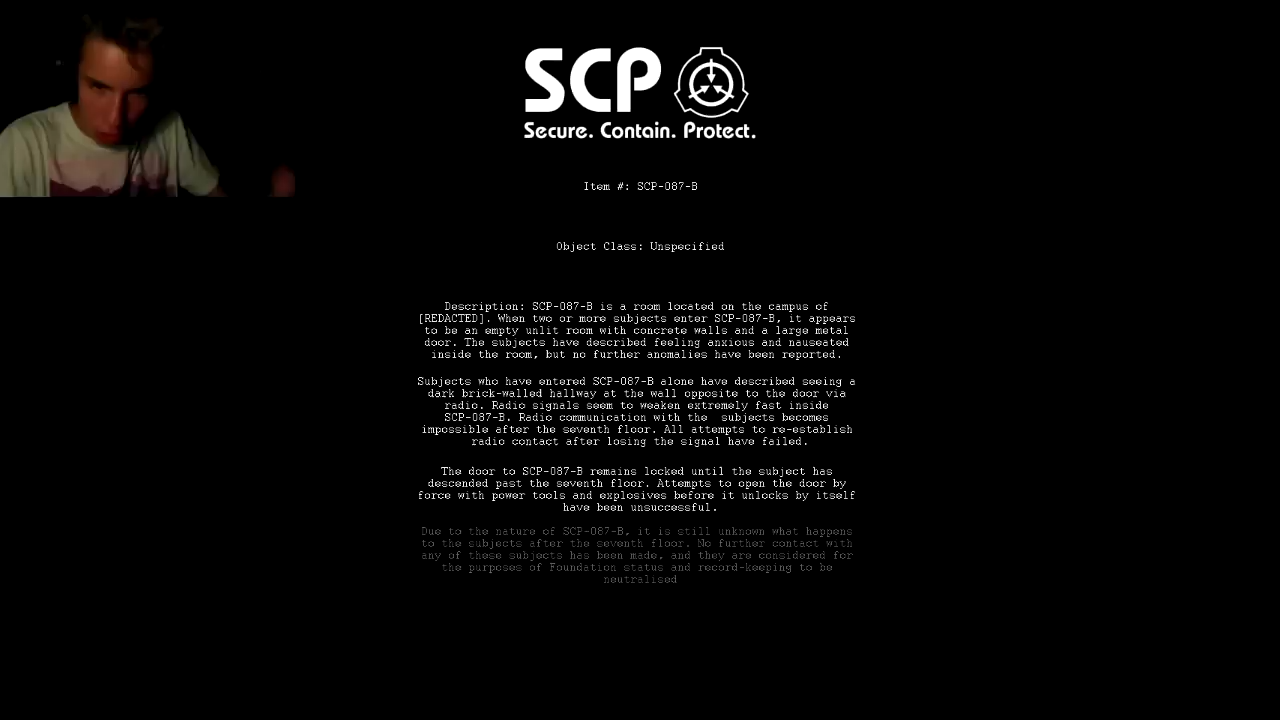 SCP
Secure. Contain. Protect.
Item #: SCP-087-B
Object Class: Unspecified
Description: SCP-087-B is a room located on the campus of
[REDACTED]. When two or more subjects enter SCP-087-B, it appears
to be an empty unlit room with concrete walls and a large metal
door. The subjects have described feeling anxious and nauseated
inside the room, but no further anomalies have been reported.
Subjects who have entered SCP-087-B alone have described seeing a
dark brick-walled hallway at the wall opposite to the door via
radio. Radio signals seem to weaken extremely fast inside
SCP-087-B. Radio communication with the  subjects becomes
impossible after the seventh floor. All attempts to re-establish
radio contact after losing the signal have failed.
The door to SCP-087-B remains locked until the subject has
descended past the seventh floor. Attempts to open the door by
force with power tools and explosives before it unlocks by itself
have been unsuccessful.
Due to the nature of SCP-087-B, it is still unknown what happens
to the subjects after the seventh floor. No further contact with
any of these subjects has been made, and they are considered for
the purposes of Foundation status and record-keeping to be
neutralised